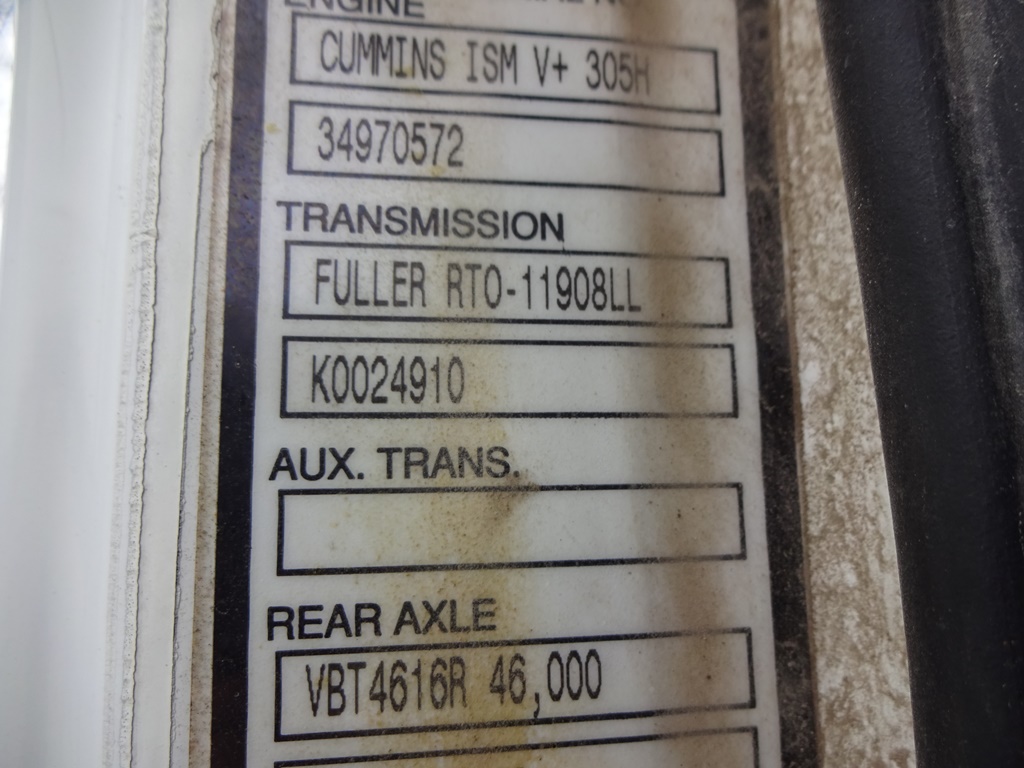 ENGINE
CUMMINS ISM V+ 305H
34970572
TRANSMISSION
FULLER RTO-11908LL
K0024910
AUX. TRANS.
REAR AXLE
VBT4616R 46,000